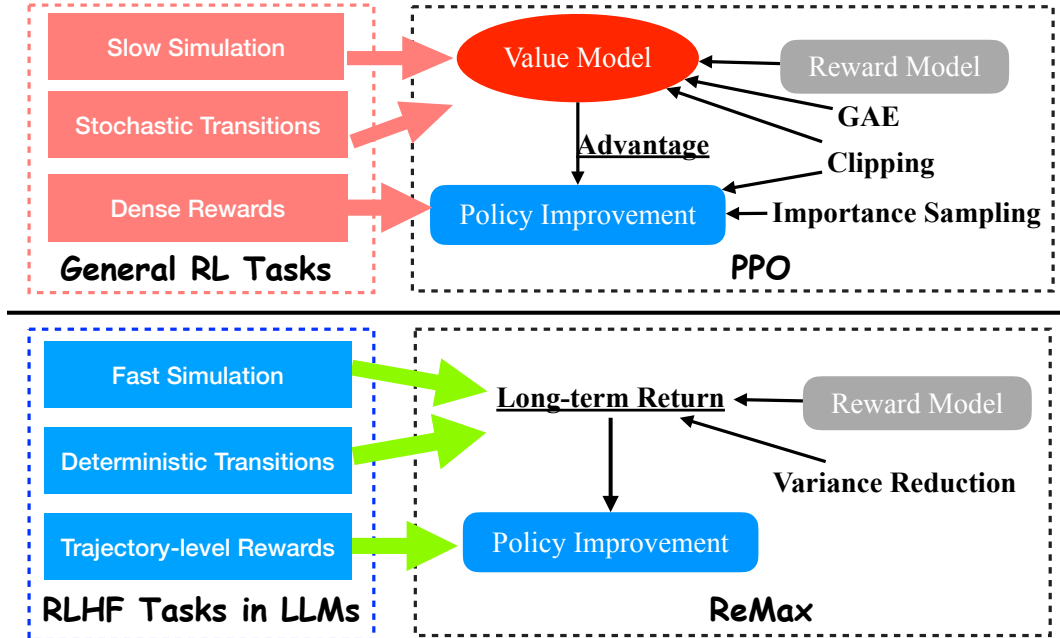 Slow Simulation
Stochastic Transitions
Dense Rewards
General RL Tasks
Value Model
Reward Model
GAE
Advantage
Clipping
Policy Improvement
Importance Sampling
PPO
Fast Simulation
Deterministic Transitions
Trajectory-level Rewards
RLHF Tasks in LLMs
Long-term Return
Reward Model
Variance Reduction
Policy Improvement
ReMax